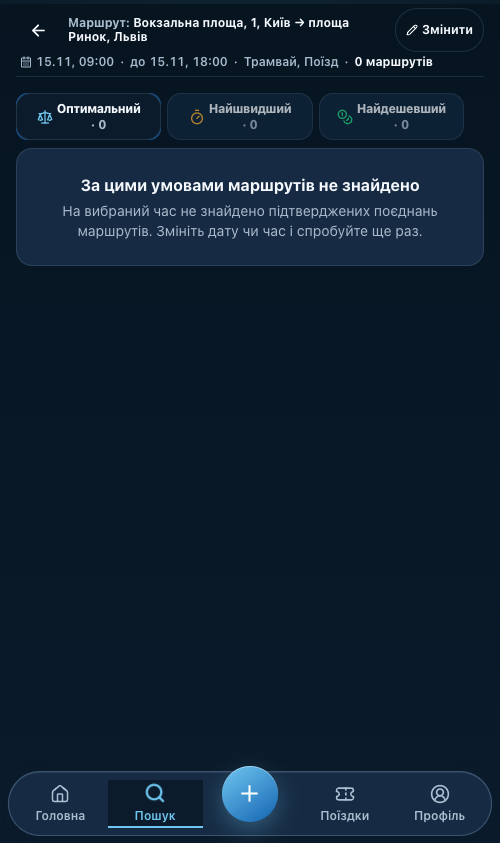 Маршрут: Вокзальна площа, 1, Київ → площа
Ринок, Львів
Змінити
15.11, 09:00 · до 15.11, 18:00 · Трамвай, Поїзд · 0 маршрутів
Оптимальний
· 0
Найшвидший
· 0
Найдешевший
· 0
За цими умовами маршрутів не знайдено
На вибраний час не знайдено підтверджених поєднань
маршрутів. Змініть дату чи час і спробуйте ще раз.
Головна
Пошук
Поїздки
Профіль